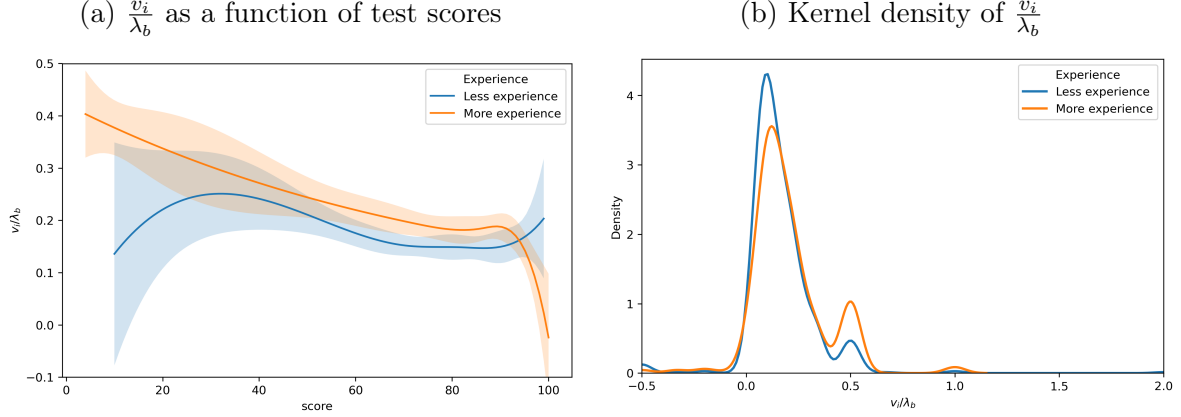 (a) $\frac{v_i}{\lambda_b}$ as a function of test scores
0.5
0.4
0.3
0.2
0.1
0.0
−0.1
v_i/λ_b
Experience
Less experience
More experience
0
20
40
60
80
100
score
(b) Kernel density of $\frac{v_i}{\lambda_b}$
4
3
2
1
0
Density
Experience
Less experience
More experience
−0.5
0.0
0.5
1.0
1.5
2.0
v_i/λ_b